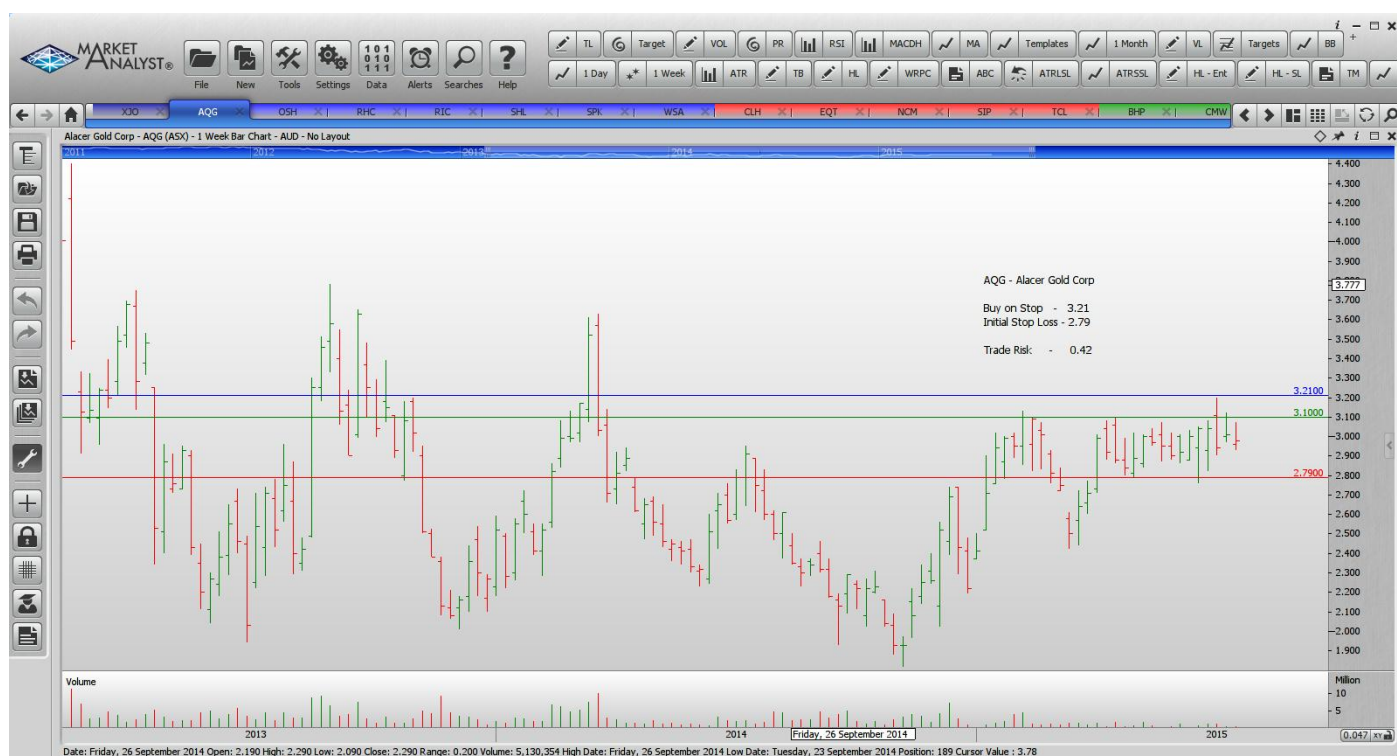 MARKET
ANALYST®
File
New
Tools
Settings
Data
Alerts
Searches
Help
TL
Target
VOL
PR
RSI
MACDH
MA
Templates
1 Month
VL
Targets
BB
1 Day
1 Week
ATR
TB
HL
WRPC
ABC
ATRLSL
ATRSSL
HL - Ent
HL - SL
TM
XJO
AQG
OSH
RHC
RIC
SHL
SPK
WSA
CLH
EQT
NCM
SIP
TCL
BHP
CMW
Alacer Gold Corp - AQG (ASX) - 1 Week Bar Chart - AUD - No Layout
2011 2012 2013 2014 2015
4.400
4.300
4.200
4.100
4.000
3.900
3.777
3.700
3.600
3.500
3.400
3.300
3.200
3.100
3.000
2.900
2.800
2.700
2.600
2.500
2.400
2.300
2.200
2.100
2.000
1.900
AQG - Alacer Gold Corp
Buy on Stop - 3.21
Initial Stop Loss - 2.79
Trade Risk - 0.42
3.2100
3.1000
2.7900
Volume
Million
10
5
2013
2014
Friday, 26 September 2014
2015
0.047
XY
Date: Friday, 26 September 2014 Open: 2.190 High: 2.290 Low: 2.090 Close: 2.290 Range: 0.200 Volume: 5,130,354 High Date: Friday, 26 September 2014 Low Date: Tuesday, 23 September 2014 Position: 189 Cursor Value : 3.78